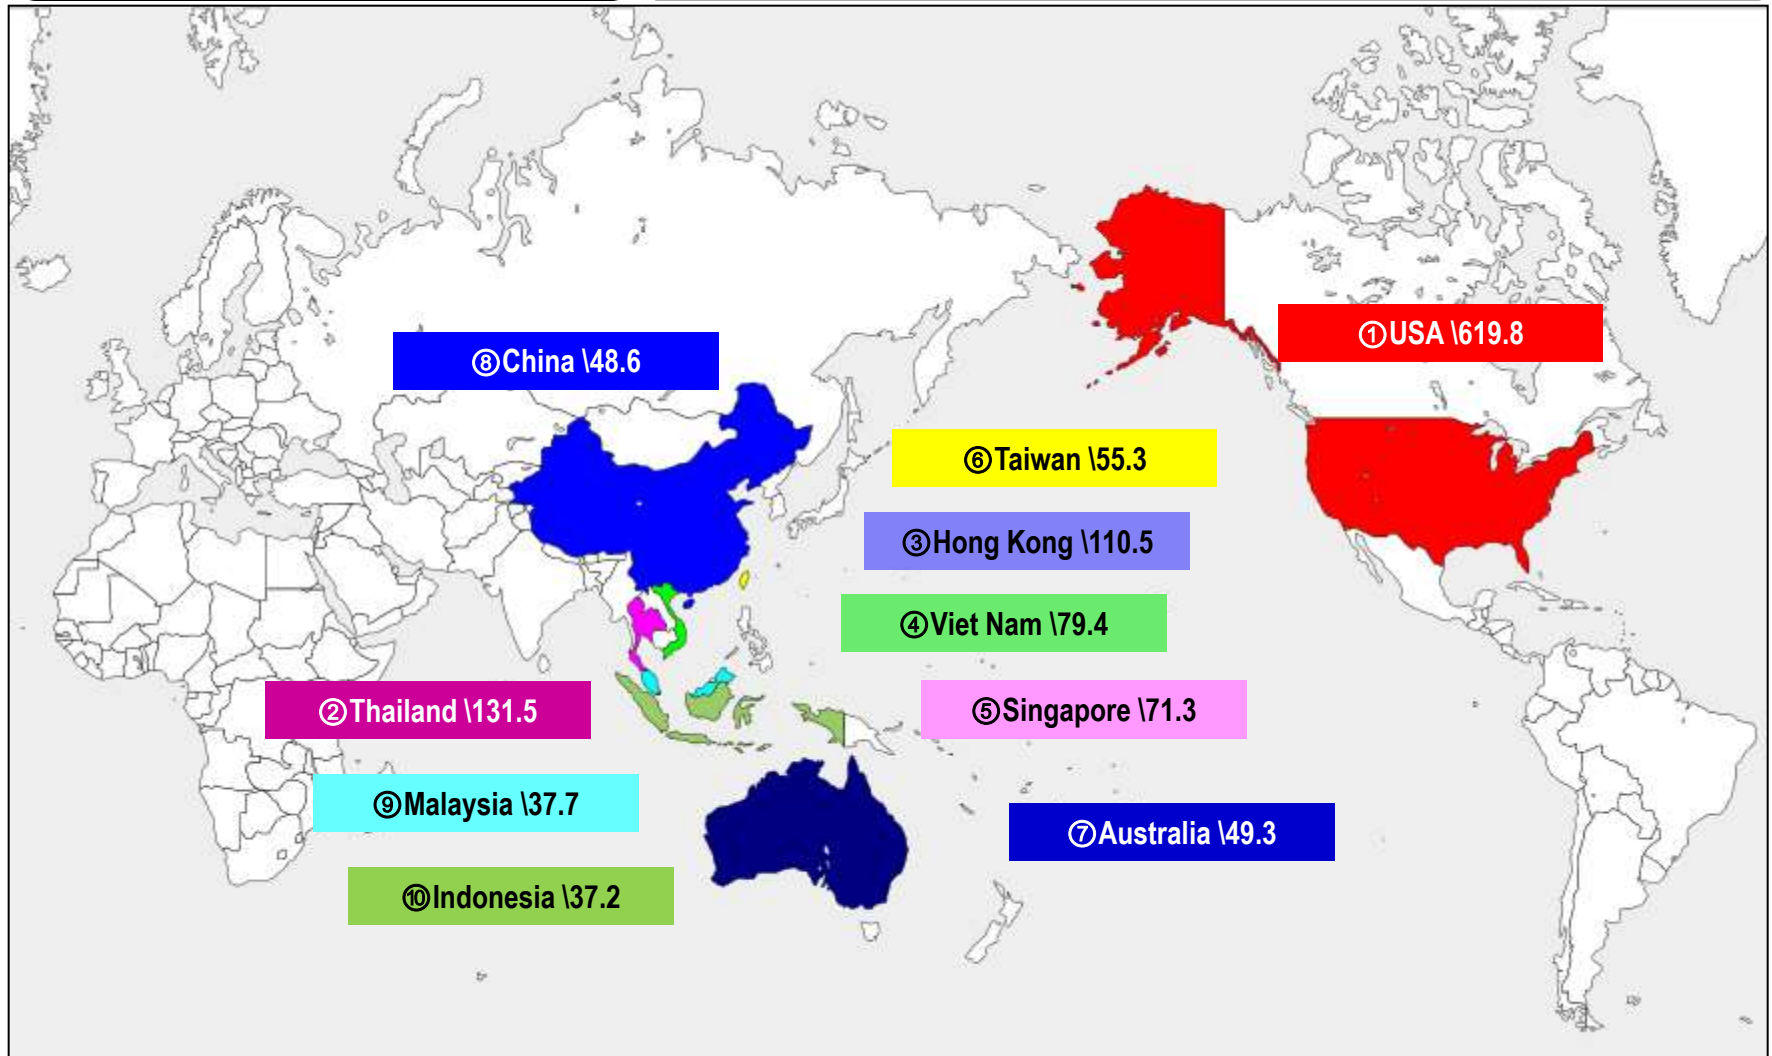 ①USA \619.8
⑧China \48.6
⑥Taiwan \55.3
③Hong Kong \110.5
④Viet Nam \79.4
②Thailand \131.5
⑤Singapore \71.3
⑨Malaysia \37.7
⑦Australia \49.3
⑩Indonesia \37.2